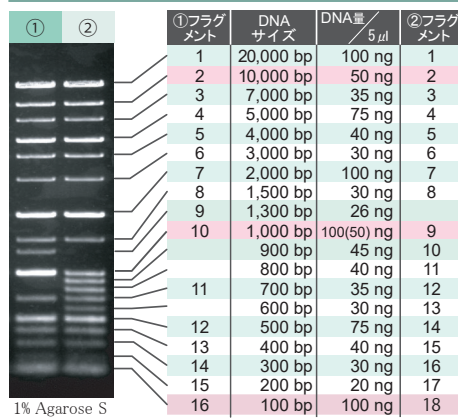 ① ②
①フラグメント DNAサイズ DNA量／5μl ②フラグメント
1 20,000 bp 100 ng 1
2 10,000 bp 50 ng 2
3 7,000 bp 35 ng 3
4 5,000 bp 75 ng 4
5 4,000 bp 40 ng 5
6 3,000 bp 30 ng 6
7 2,000 bp 100 ng 7
8 1,500 bp 30 ng 8
9 1,300 bp 26 ng
10 1,000 bp 100(50) ng 9
900 bp 45 ng 10
800 bp 40 ng 11
11 700 bp 35 ng 12
600 bp 30 ng 13
12 500 bp 75 ng 14
13 400 bp 40 ng 15
14 300 bp 30 ng 16
15 200 bp 20 ng 17
16 100 bp 100 ng 18
1% Agarose S